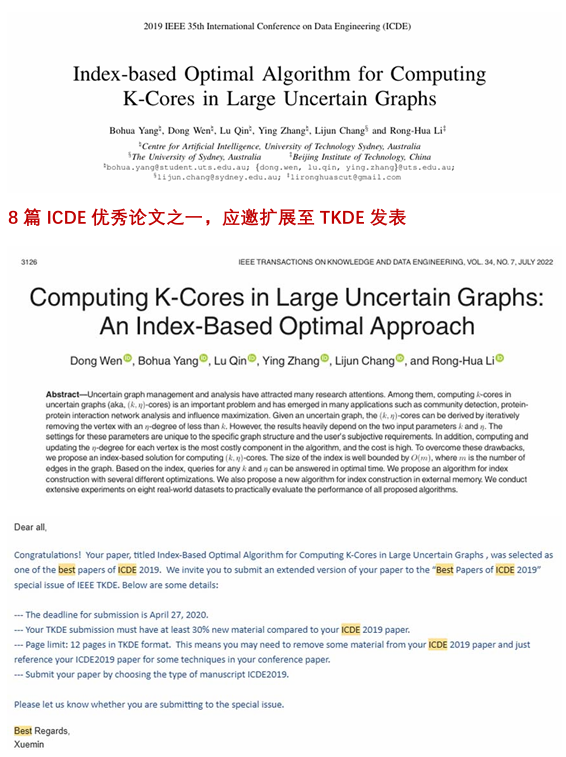 2019 IEEE 35th International Conference on Data Engineering (ICDE)
Index-based Optimal Algorithm for Computing
K-Cores in Large Uncertain Graphs
Bohua Yang‡, Dong Wen‡, Lu Qin‡, Ying Zhang‡, Lijun Chang§ and Rong-Hua Li‡
‡Centre for Artificial Intelligence, University of Technology Sydney, Australia
§The University of Sydney, Australia ‡Beijing Institute of Technology, China
‡bohua.yang@student.uts.edu.au; {dong.wen, lu.qin, ying.zhang}@uts.edu.au;
§lijun.chang@sydney.edu.au; ‡lironghuascut@gmail.com
8 篇 ICDE 优秀论文之一，应邀扩展至 TKDE 发表
3126 IEEE TRANSACTIONS ON KNOWLEDGE AND DATA ENGINEERING, VOL. 34, NO. 7, JULY 2022
Computing K-Cores in Large Uncertain Graphs:
An Index-Based Optimal Approach
Dong Wen, Bohua Yang, Lu Qin, Ying Zhang, Lijun Chang, and Rong-Hua Li
Abstract—Uncertain graph management and analysis have attracted many research attentions. Among them, computing k-cores in
uncertain graphs (aka, (k, η)-cores) is an important problem and has emerged in many applications such as community detection, protein-
protein interaction network analysis and influence maximization. Given an uncertain graph, the (k, η)-cores can be derived by iteratively
removing the vertex with an η-degree of less than k. However, the results heavily depend on the two input parameters k and η. The
settings for these parameters are unique to the specific graph structure and the user's subjective requirements. In addition, computing and
updating the η-degree for each vertex is the most costly component in the algorithm, and the cost is high. To overcome these drawbacks,
we propose an index-based solution for computing (k, η)-cores. The size of the index is well bounded by O(m), where m is the number of
edges in the graph. Based on the index, queries for any k and η can be answered in optimal time. We propose an algorithm for index
construction with several different optimizations. We also propose a new algorithm for index construction in external memory. We conduct
extensive experiments on eight real-world datasets to practically evaluate the performance of all proposed algorithms.
Dear all,
Congratulations! Your paper, titled Index-Based Optimal Algorithm for Computing K-Cores in Large Uncertain Graphs , was selected as
one of the best papers of ICDE 2019. We invite you to submit an extended version of your paper to the "Best Papers of ICDE 2019"
special issue of IEEE TKDE. Below are some details:
--- The deadline for submission is April 27, 2020.
--- Your TKDE submission must have at least 30% new material compared to your ICDE 2019 paper.
--- Page limit: 12 pages in TKDE format. This means you may need to remove some material from your ICDE 2019 paper and just
reference your ICDE2019 paper for some techniques in your conference paper.
--- Submit your paper by choosing the type of manuscript ICDE2019.
Please let us know whether you are submitting to the special issue.
Best Regards,
Xuemin